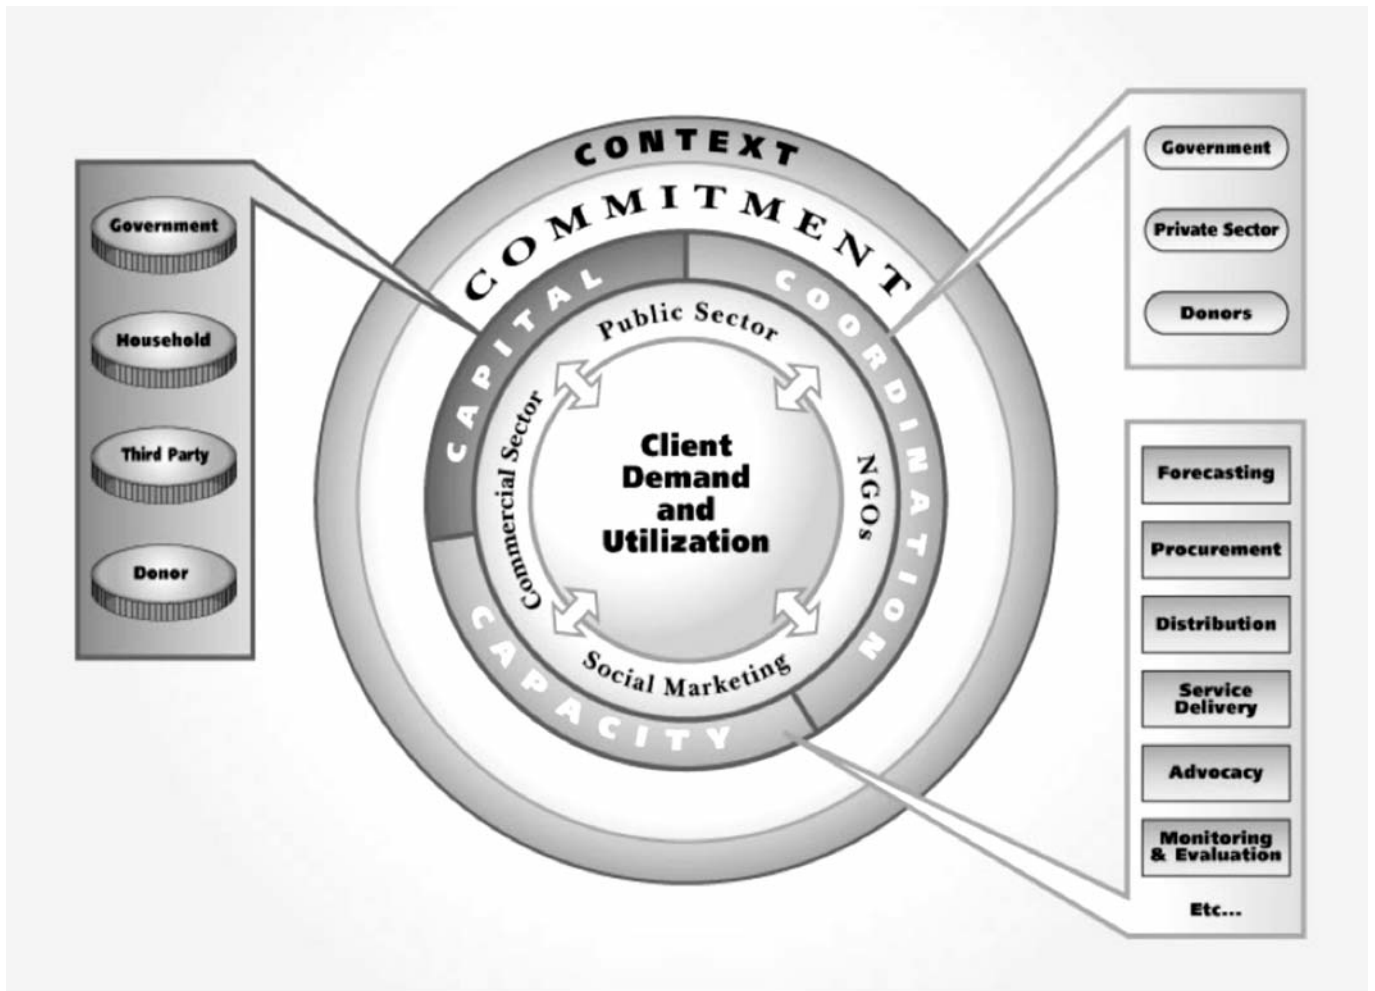 CONTEXT
COMMITMENT
CAPITAL
COORDINATION
CAPACITY
Public Sector
NGOs
Social Marketing
Commercial Sector
Client
Demand
and
Utilization
Government
Household
Third Party
Donor
Government
Private Sector
Donors
Forecasting
Procurement
Distribution
Service
Delivery
Advocacy
Monitoring
& Evaluation
Etc...